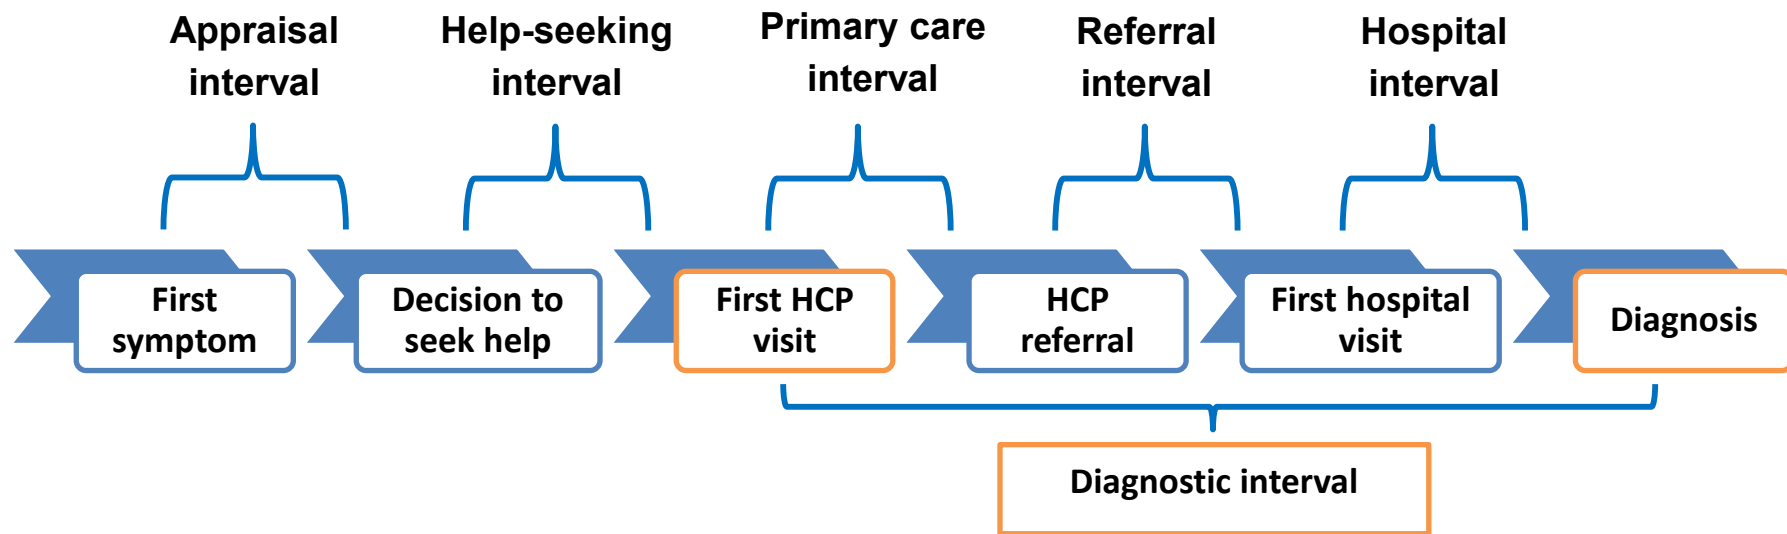 Appraisal
interval
Help-seeking
interval
Primary care
interval
Referral
interval
Hospital
interval
First
symptom
Decision to
seek help
First HCP
visit
HCP
referral
First hospital
visit
Diagnosis
Diagnostic interval